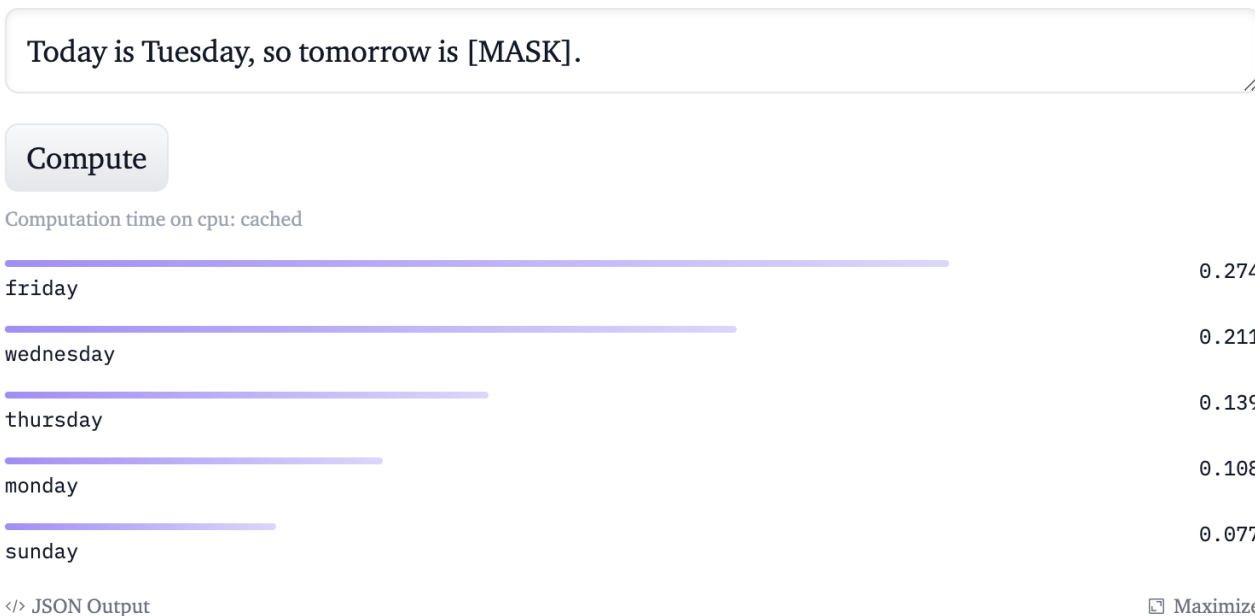 Today is Tuesday, so tomorrow is [MASK].
Compute
Computation time on cpu: cached
0.274
friday
0.211
wednesday
0.139
thursday
0.108
monday
0.077
sunday
</> JSON Output Maximize